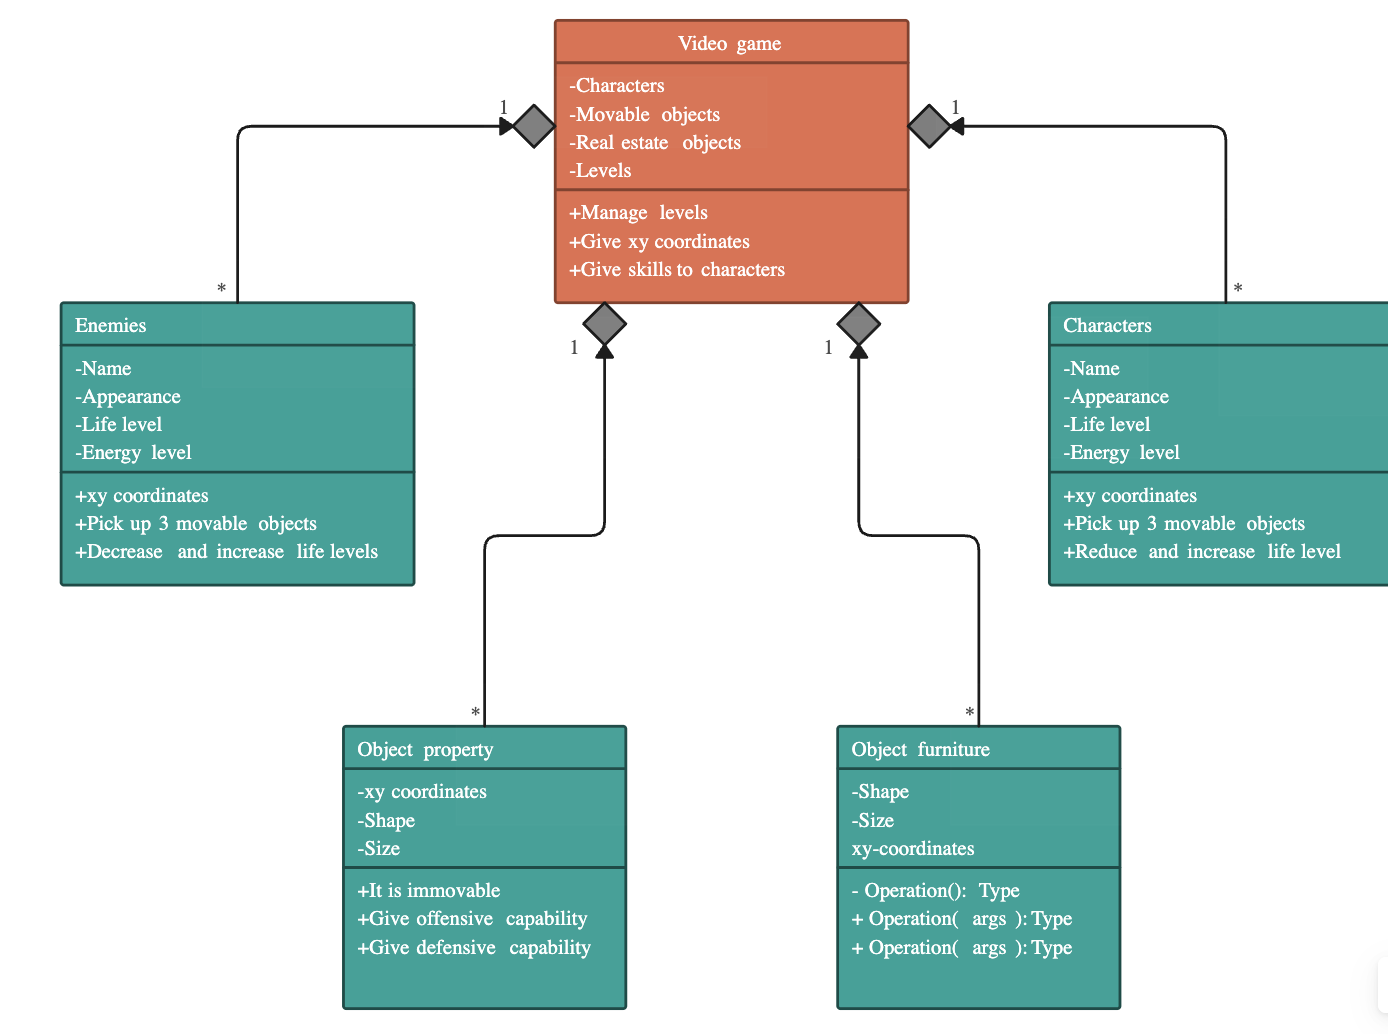 Video game
-Characters
-Movable objects
-Real estate objects
-Levels
+Manage levels
+Give xy coordinates
+Give skills to characters
1
1
*
*
1
1
Enemies
-Name
-Appearance
-Life level
-Energy level
+xy coordinates
+Pick up 3 movable objects
+Decrease and increase life levels
Characters
-Name
-Appearance
-Life level
-Energy level
+xy coordinates
+Pick up 3 movable objects
+Reduce and increase life level
*
*
Object property
-xy coordinates
-Shape
-Size
+It is immovable
+Give offensive capability
+Give defensive capability
Object furniture
-Shape
-Size
xy-coordinates
- Operation(): Type
+ Operation( args ): Type
+ Operation( args ): Type